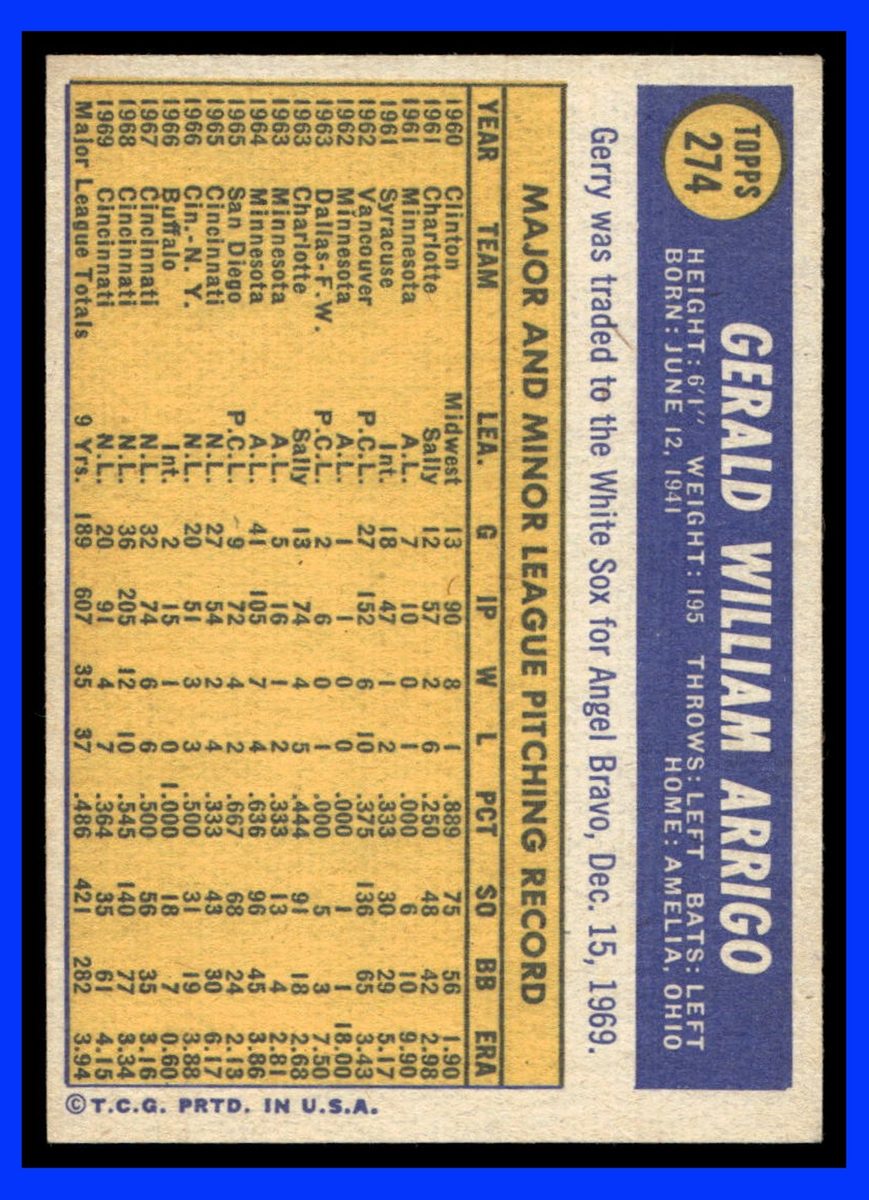 TOPPS
274
GERALD WILLIAM ARRIGO
HEIGHT: 6'1" WEIGHT: 195 THROWS: LEFT BATS: LEFT
BORN: JUNE 12, 1941 HOME: AMELIA, OHIO
Gerry was traded to the White Sox for Angel Bravo, Dec. 15, 1969.
MAJOR AND MINOR LEAGUE PITCHING RECORD
YEAR TEAM LEA. G IP W L PCT SO BB ERA
1960 Clinton Midwest 13 90 8 1 .889 75 56 1.90
1961 Charlotte Sally 12 57 2 6 .250 48 42 2.98
1961 Minnesota A.L. 7 10 0 1 .000 6 10 9.90
1961 Syracuse Int. 18 47 1 2 .333 30 29 5.17
1962 Vancouver P.C.L. 27 152 6 10 .375 136 65 3.43
1962 Minnesota A.L. 1 1 0 0 .000 1 1 18.00
1963 Dallas-F.W. P.C.L. 2 6 0 1 .000 5 3 7.50
1963 Charlotte Sally 13 74 4 5 .444 91 18 2.68
1963 Minnesota A.L. 5 16 1 2 .333 13 4 2.81
1964 Minnesota A.L. 41 105 7 4 .636 96 45 3.86
1965 San Diego P.C.L. 9 72 4 2 .667 68 24 2.13
1965 Cincinnati N.L. 27 54 2 4 .333 43 30 6.17
1966 Cin.-N.Y. N.L. 20 51 3 3 .500 31 19 3.88
1966 Buffalo Int. 2 15 1 0 1.000 18 7 0.60
1967 Cincinnati N.L. 32 74 6 6 .500 56 35 3.16
1968 Cincinnati N.L. 36 205 12 10 .545 140 77 3.34
1969 Cincinnati N.L. 20 91 4 7 .364 35 61 4.15
Major League Totals 9 Yrs. 189 607 35 37 .486 421 282 3.94
©T.C.G. PRTD. IN U.S.A.